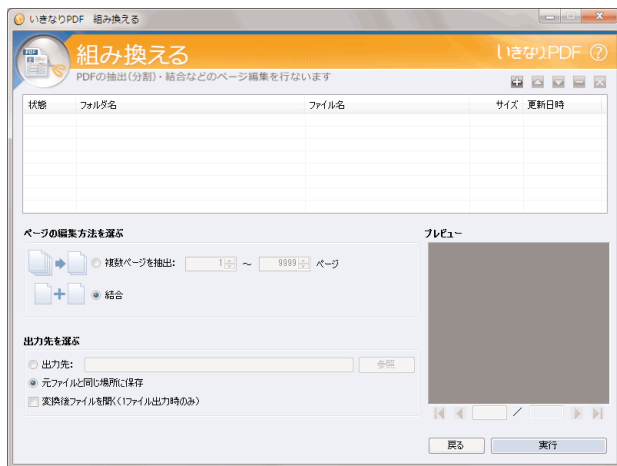 いきなりPDF 組み換える
PDF
組み換える
いきなりPDF ?
PDFの抽出(分割)・結合などのページ編集を行ないます
状態 フォルダ名 ファイル名 サイズ 更新日時
ページの編集方法を選ぶ
プレビュー
複数ページを抽出: 1 ～ 9999 ページ
結合
出力先を選ぶ
出力先: 参照
元ファイルと同じ場所に保存
変換後ファイルを開く(1ファイル出力時のみ)
/
戻る 実行